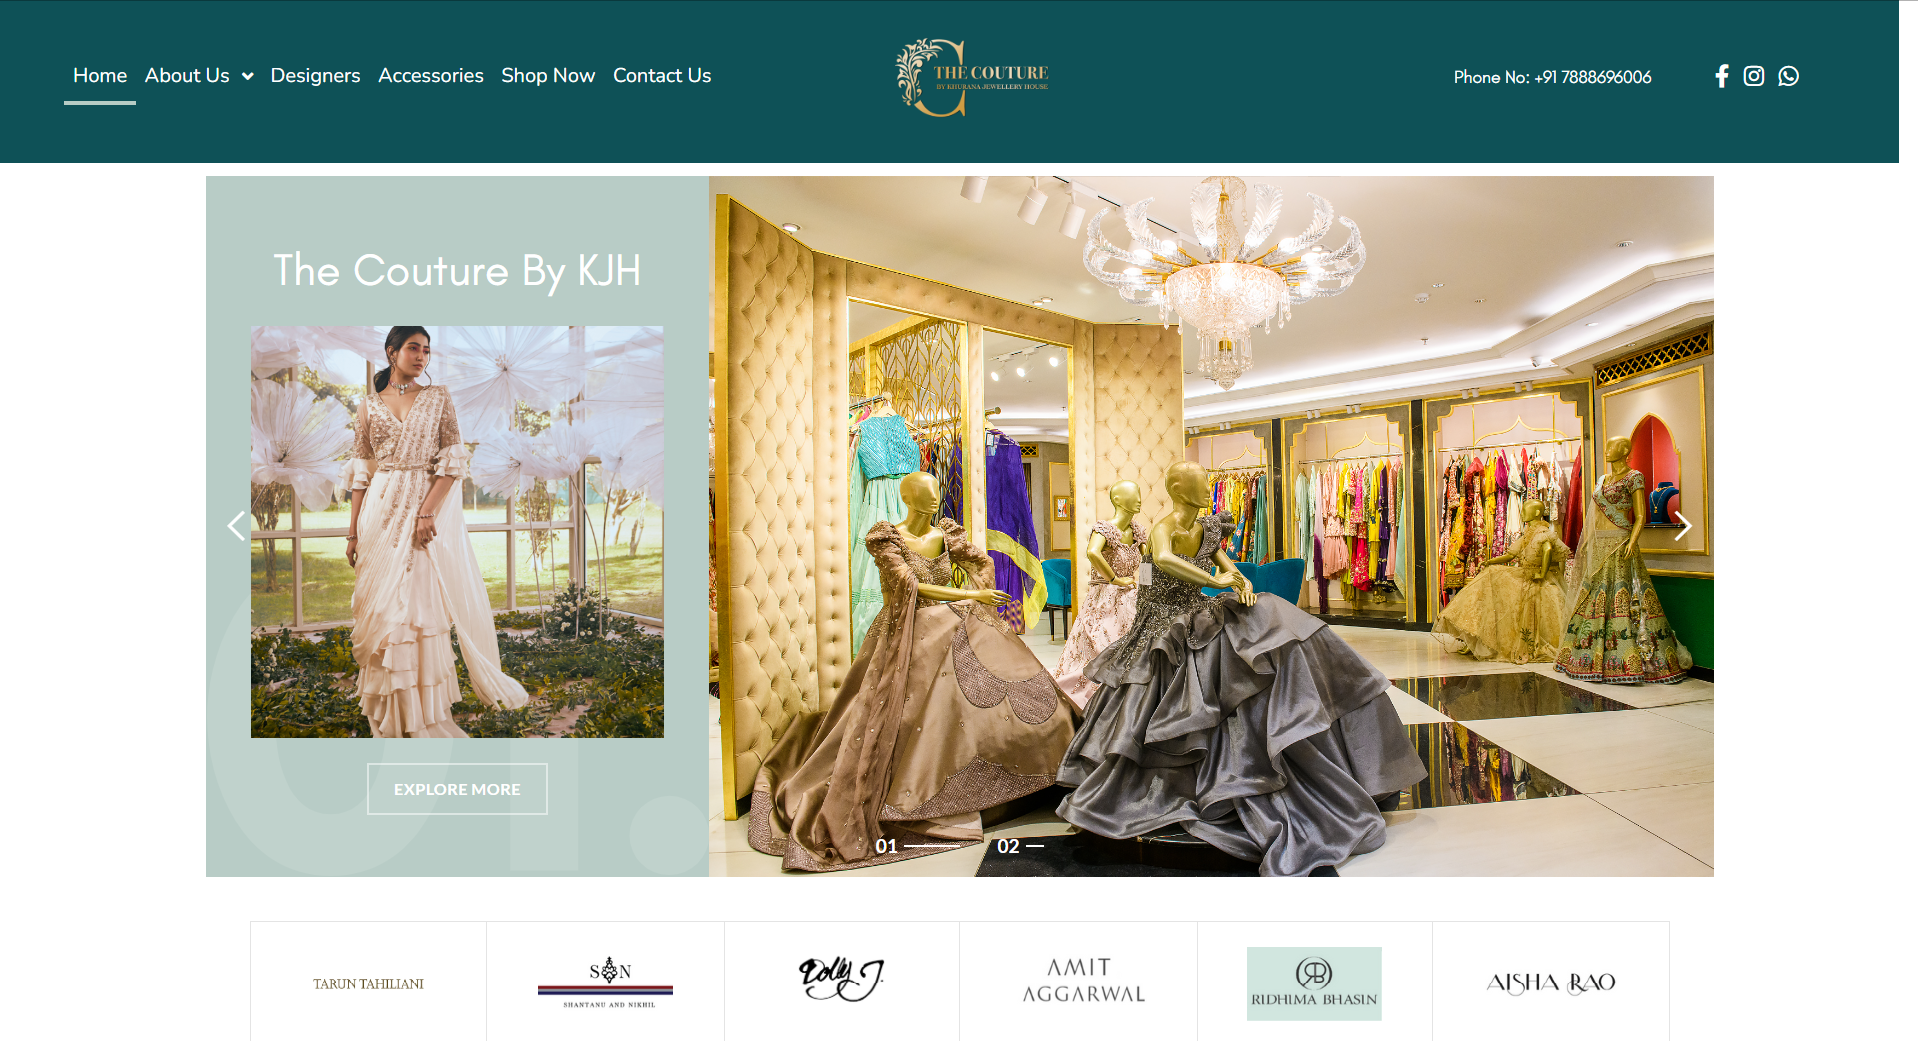 Home About Us Designers Accessories Shop Now Contact Us
THE COUTURE
BY KHURANA JEWELLERY HOUSE
Phone No: +91 7888696006
The Couture By KJH
01.
EXPLORE MORE
01 02
TARUN TAHILIANI
S N
SHANTANU AND NIKHIL
Dolly J.
AMIT
AGGARWAL
RB
RIDHIMA BHASIN
AISHA RAO